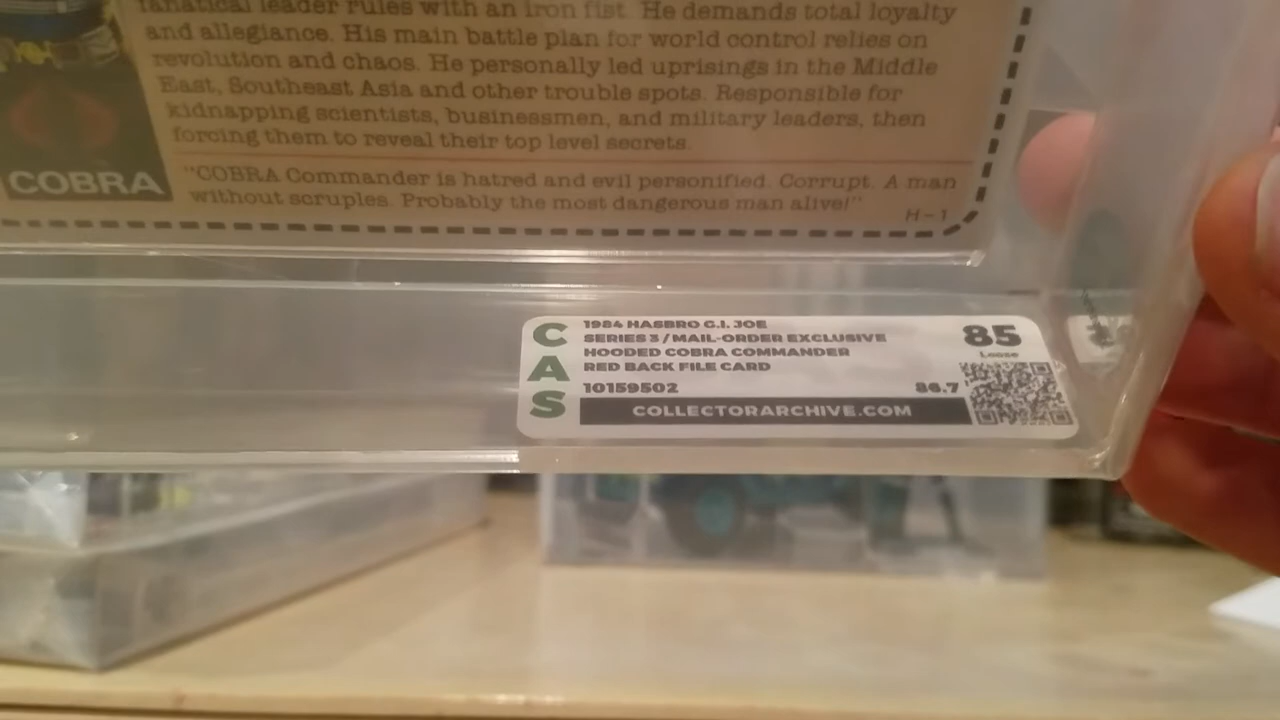 fanatical leader rules with an iron fist. He demands total loyalty
and allegiance. His main battle plan for world control relies on
revolution and chaos. He personally led uprisings in the Middle
East, Southeast Asia and other trouble spots. Responsible for
kidnapping scientists, businessmen, and military leaders, then
forcing them to reveal their top level secrets.
COBRA
"COBRA Commander is hatred and evil personified. Corrupt. A man
without scruples. Probably the most dangerous man alive!"
H-1
CAS
1984 HASBRO G.I. JOE
SERIES 3 / MAIL-ORDER EXCLUSIVE
HOODED COBRA COMMANDER
RED BACK FILE CARD
10159502
85
Loose
86.7
COLLECTORARCHIVE.COM